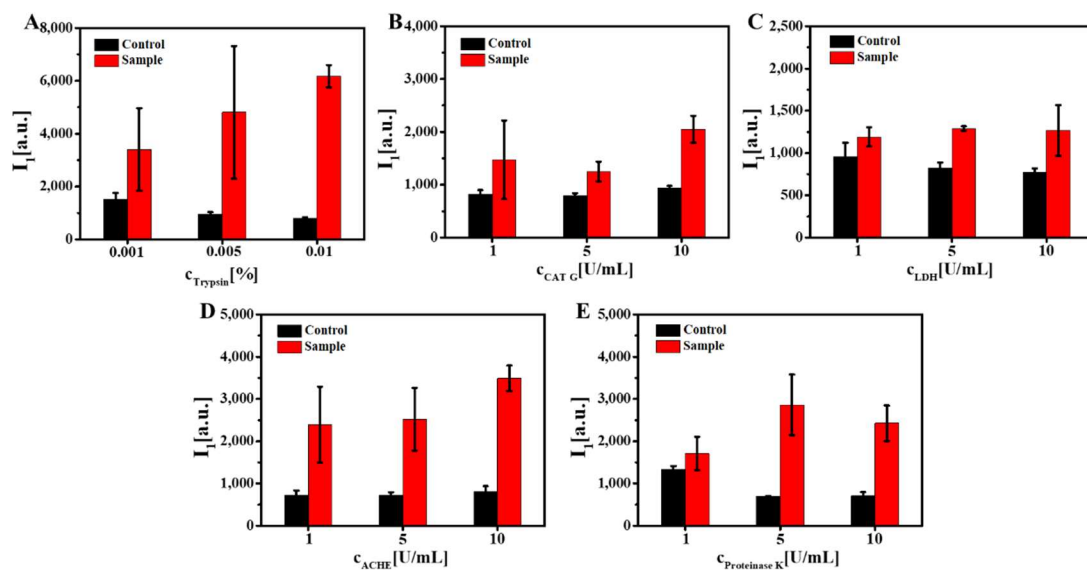 A
I1[a.u.]
8,000
6,000
4,000
2,000
0
Control
Sample
0.001 0.005 0.01
cTrypsin[%]
B
I1[a.u.]
4,000
3,000
2,000
1,000
0
Control
Sample
1 5 10
cCAT G[U/mL]
C
I1[a.u.]
2,500
2,000
1,500
1,250
500
0
Control
Sample
1 5 10
cLDH[U/mL]
D
I1[a.u.]
5,000
4,000
3,000
2,000
1,000
0
Control
Sample
1 5 10
cACHE[U/mL]
E
I1[a.u.]
5,000
4,000
3,000
2,000
1,000
0
Control
Sample
1 5 10
cProteinase K[U/mL]